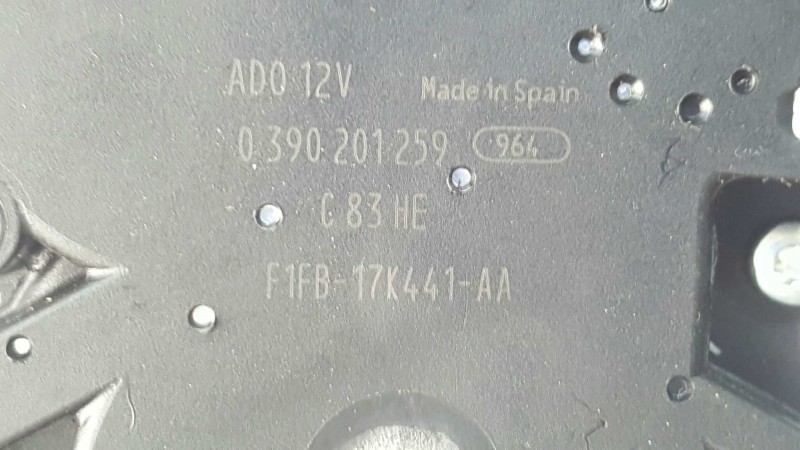 ADO 12V Made in Spain
0 390 201 259 964
C 83 HE
F1FB-17K441-AA